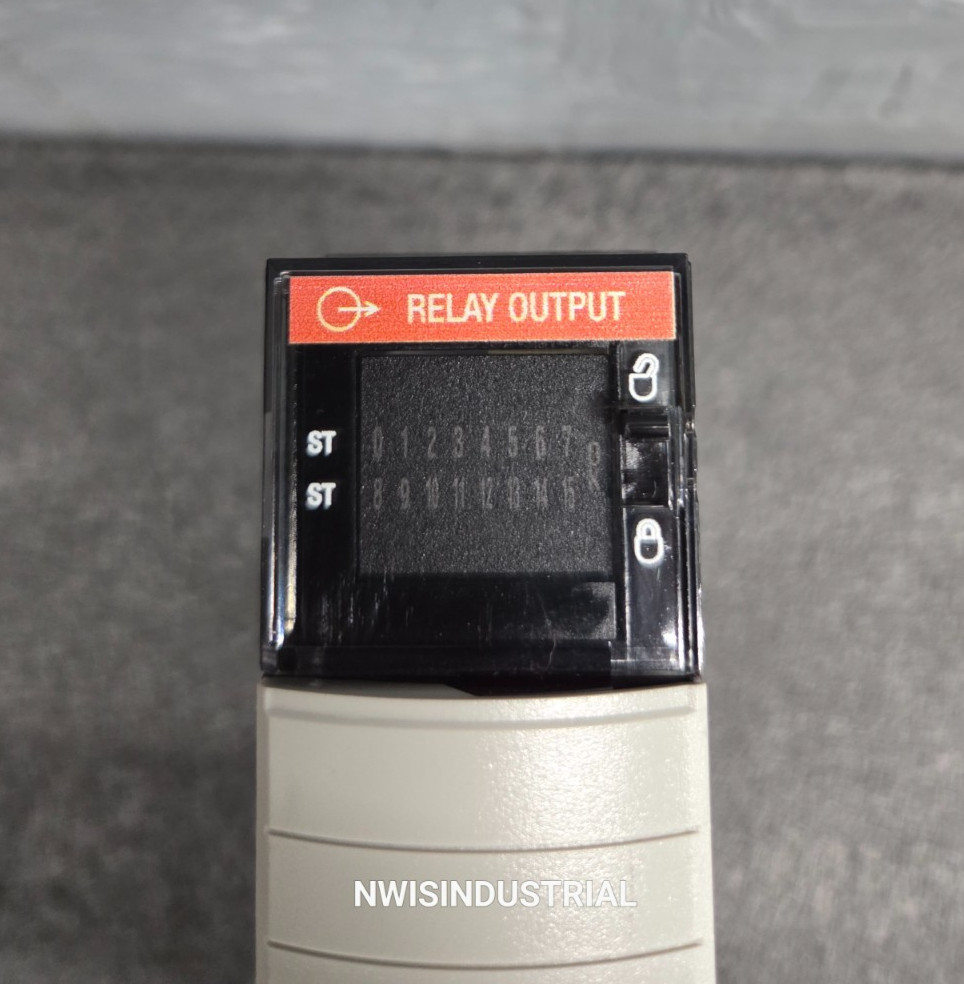 RELAY OUTPUT
ST 0 1 2 3 4 5 6 7
ST 8 9 10 11 12 13 14 15
NWISINDUSTRIAL